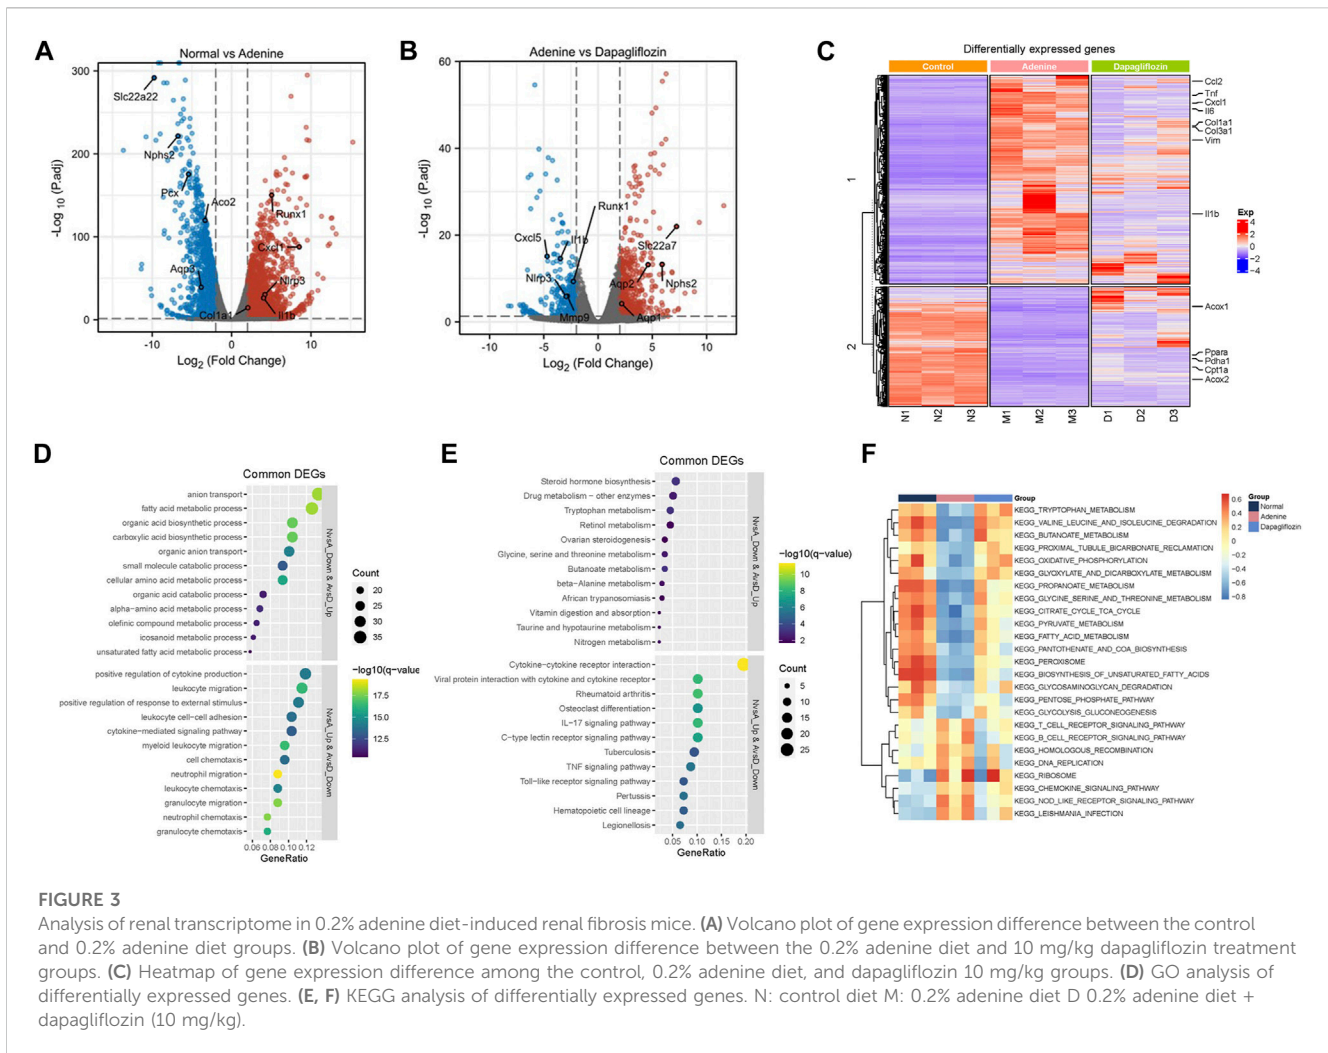 A
Normal vs Adenine
300
200
100
0
-Log 10 (P.adj)
Slc22a22
Nphs2
Pcx
Aco2
Runx1
Cxcl1
Aqp3
Nlrp3
Col1a1
Il1b
-10
0
10
Log2 (Fold Change)
B
Adenine vs Dapagliflozin
60
40
20
0
-Log 10 (P.adj)
Runx1
Cxcl5
Il1b
Slc22a7
Nlrp3
Aqp2
Nphs2
Mmp9
Aqp1
-10
-5
0
5
10
Log2 (Fold Change)
C
Differentially expressed genes
Control
Adenine
Dapagliflozin
1
2
Ccl2
Tnf
Cxcl1
Il6
Col1a1
Col3a1
Vim
Il1b
Acox1
Ppara
Pdha1
Cpt1a
Acox2
Exp
4
2
0
-2
-4
N1
N2
N3
M1
M2
M3
D1
D2
D3
D
Common DEGs
anion transport
fatty acid metabolic process
organic acid biosynthetic process
carboxylic acid biosynthetic process
organic anion transport
small molecule catabolic process
cellular amino acid metabolic process
organic acid catabolic process
alpha-amino acid metabolic process
olefinic compound metabolic process
icosanoid metabolic process
unsaturated fatty acid metabolic process
NvsA_Down & AvsD_Up
positive regulation of cytokine production
leukocyte migration
positive regulation of response to external stimulus
leukocyte cell-cell adhesion
cytokine-mediated signaling pathway
myeloid leukocyte migration
cell chemotaxis
neutrophil migration
leukocyte chemotaxis
granulocyte migration
neutrophil chemotaxis
granulocyte chemotaxis
NvsA_Up & AvsD_Down
0.06 0.08 0.10 0.12
GeneRatio
Count
20
25
30
35
-log10(q-value)
17.5
15.0
12.5
E
Common DEGs
Steroid hormone biosynthesis
Drug metabolism - other enzymes
Tryptophan metabolism
Retinol metabolism
Ovarian steroidogenesis
Glycine, serine and threonine metabolism
Butanoate metabolism
beta-Alanine metabolism
African trypanosomiasis
Vitamin digestion and absorption
Taurine and hypotaurine metabolism
Nitrogen metabolism
NvsA_Down & AvsD_Up
Cytokine-cytokine receptor interaction
Viral protein interaction with cytokine and cytokine receptor
Rheumatoid arthritis
Osteoclast differentiation
IL-17 signaling pathway
C-type lectin receptor signaling pathway
Tuberculosis
TNF signaling pathway
Toll-like receptor signaling pathway
Pertussis
Hematopoietic cell lineage
Legionellosis
NvsA_Up & AvsD_Down
0.05 0.10 0.15 0.20
GeneRatio
-log10(q-value)
10
8
6
4
2
Count
5
10
15
20
25
F
Group
KEGG_TRYPTOPHAN_METABOLISM
KEGG_VALINE_LEUCINE_AND_ISOLEUCINE_DEGRADATION
KEGG_BUTANOATE_METABOLISM
KEGG_PROXIMAL_TUBULE_BICARBONATE_RECLAMATION
KEGG_OXIDATIVE_PHOSPHORYLATION
KEGG_GLYOXYLATE_AND_DICARBOXYLATE_METABOLISM
KEGG_PROPANOATE_METABOLISM
KEGG_GLYCINE_SERINE_AND_THREONINE_METABOLISM
KEGG_CITRATE_CYCLE_TCA_CYCLE
KEGG_PYRUVATE_METABOLISM
KEGG_FATTY_ACID_METABOLISM
KEGG_PANTOTHENATE_AND_COA_BIOSYNTHESIS
KEGG_PEROXISOME
KEGG_BIOSYNTHESIS_OF_UNSATURATED_FATTY_ACIDS
KEGG_GLYCOSAMINOGLYCAN_DEGRADATION
KEGG_PENTOSE_PHOSPHATE_PATHWAY
KEGG_GLYCOLYSIS_GLUCONEOGENESIS
KEGG_T_CELL_RECEPTOR_SIGNALING_PATHWAY
KEGG_B_CELL_RECEPTOR_SIGNALING_PATHWAY
KEGG_HOMOLOGOUS_RECOMBINATION
KEGG_DNA_REPLICATION
KEGG_RIBOSOME
KEGG_CHEMOKINE_SIGNALING_PATHWAY
KEGG_NOD_LIKE_RECEPTOR_SIGNALING_PATHWAY
KEGG_LEISHMANIA_INFECTION
0.6
0.4
0.2
0
-0.2
-0.4
-0.6
-0.8
Group
Normal
Adenine
Dapagliflozin
FIGURE 3
Analysis of renal transcriptome in 0.2% adenine diet-induced renal fibrosis mice. (A) Volcano plot of gene expression difference between the control
and 0.2% adenine diet groups. (B) Volcano plot of gene expression difference between the 0.2% adenine diet and 10 mg/kg dapagliflozin treatment
groups. (C) Heatmap of gene expression difference among the control, 0.2% adenine diet, and dapagliflozin 10 mg/kg groups. (D) GO analysis of
differentially expressed genes. (E, F) KEGG analysis of differentially expressed genes. N: control diet M: 0.2% adenine diet D 0.2% adenine diet +
dapagliflozin (10 mg/kg).